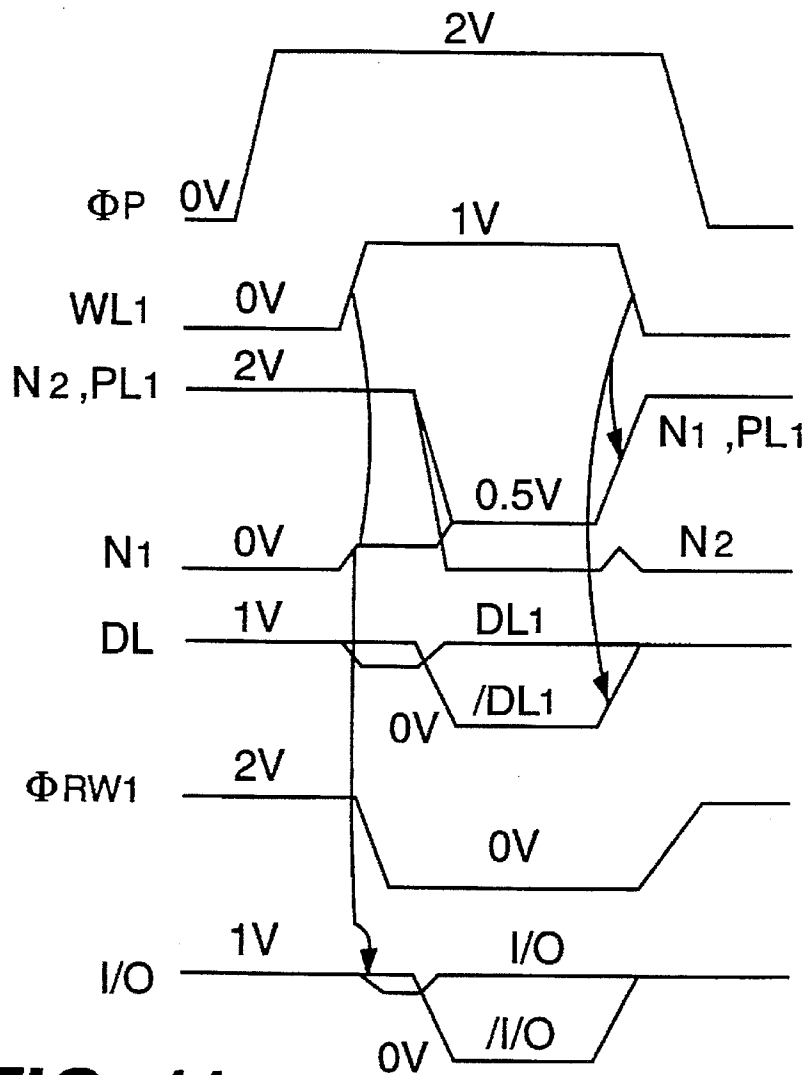 2V
ΦP 0V
1V
WL1 0V
N2,PL1 2V
N1,PL1
0.5V
N1 0V N2
DL 1V DL1
/DL1
0V
ΦRW1 2V
0V
1V I/O
I/O
/I/O
0V